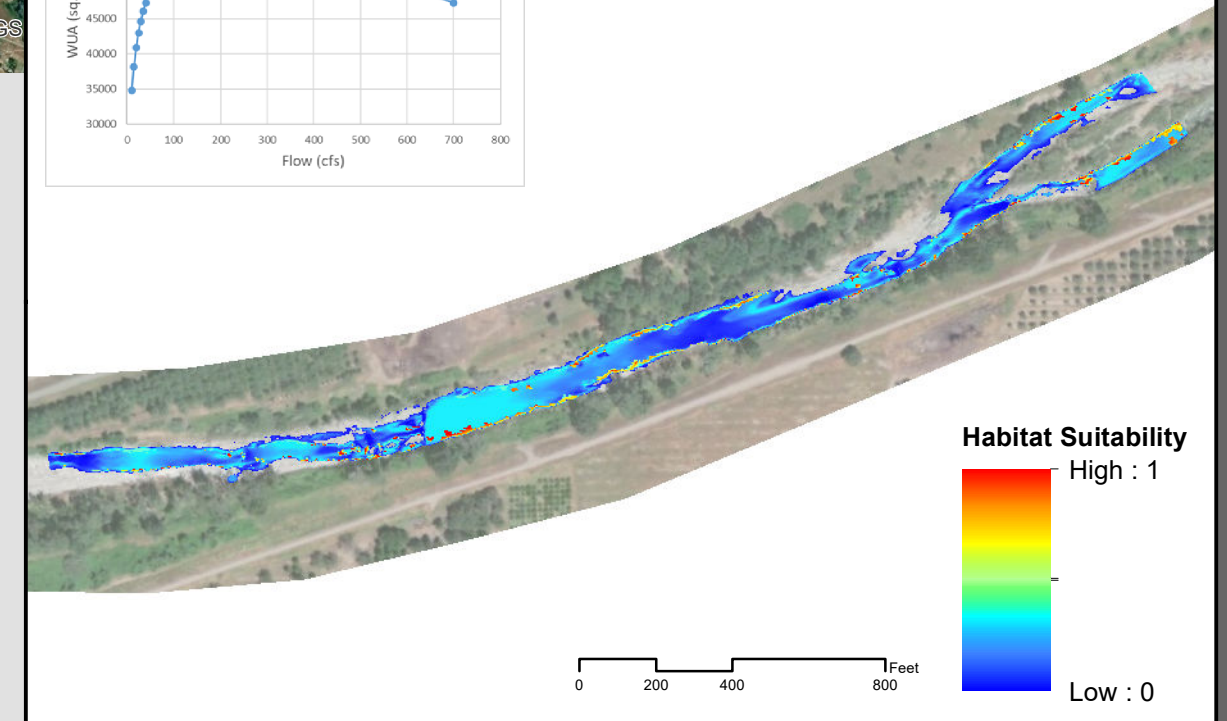 WUA (sq.
45000
40000
35000
30000
0 100 200 300 400 500 600 700 800
Flow (cfs)
Habitat Suitability
High : 1
=
Low : 0
Feet
0 200 400 800